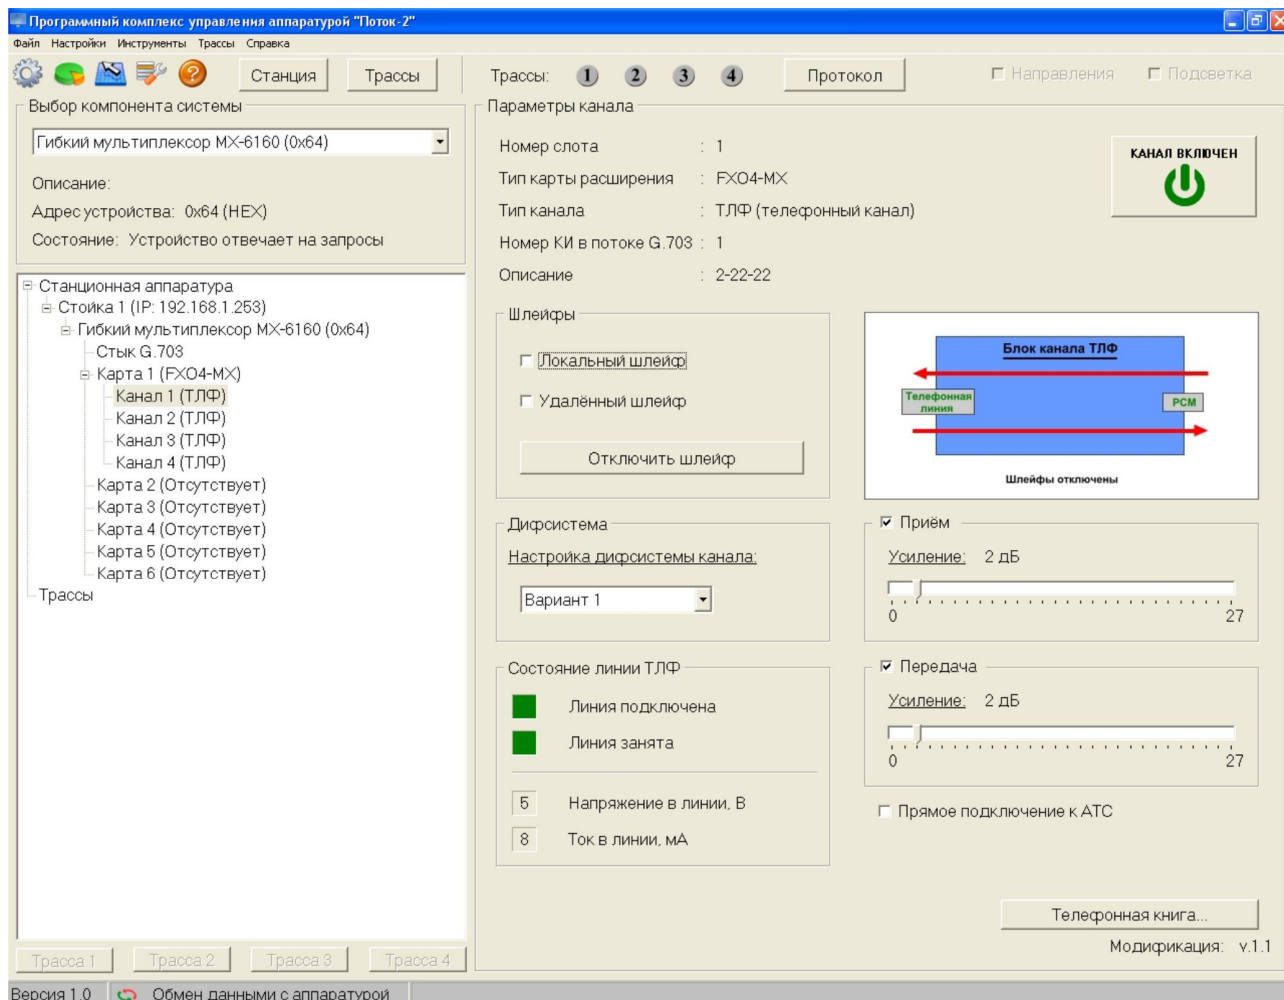 Программный комплекс управления аппаратурой "Поток-2"
Файл Настройки Инструменты Трассы Справка
Станция Трассы Трассы: 1 2 3 4 Протокол Направления Подсветка
Выбор компонента системы
Гибкий мультиплексор MX-6160 (0x64)
Описание:
Адрес устройства: 0x64 (HEX)
Состояние: Устройство отвечает на запросы
Станционная аппаратура
Стойка 1 (IP: 192.168.1.253)
Гибкий мультиплексор MX-6160 (0x64)
Стык G.703
Карта 1 (FXO4-MX)
Канал 1 (ТЛФ)
Канал 2 (ТЛФ)
Канал 3 (ТЛФ)
Канал 4 (ТЛФ)
Карта 2 (Отсутствует)
Карта 3 (Отсутствует)
Карта 4 (Отсутствует)
Карта 5 (Отсутствует)
Карта 6 (Отсутствует)
Трассы
Трасса 1 Трасса 2 Трасса 3 Трасса 4
Параметры канала
Номер слота : 1
Тип карты расширения : FXO4-MX
Тип канала : ТЛФ (телефонный канал)
Номер КИ в потоке G.703 : 1
Описание : 2-22-22
КАНАЛ ВКЛЮЧЕН
Шлейфы
Локальный шлейф
Удалённый шлейф
Отключить шлейф
Блок канала ТЛФ
Телефонная
линия
PCM
Шлейфы отключены
Дифсистема
Настройка дифсистемы канала:
Вариант 1
Приём
Усиление: 2 дБ
0 27
Состояние линии ТЛФ
Линия подключена
Линия занята
5 Напряжение в линии, В
8 Ток в линии, мА
Передача
Усиление: 2 дБ
0 27
Прямое подключение к АТС
Телефонная книга...
Модификация: v.1.1
Версия 1.0 Обмен данными с аппаратурой